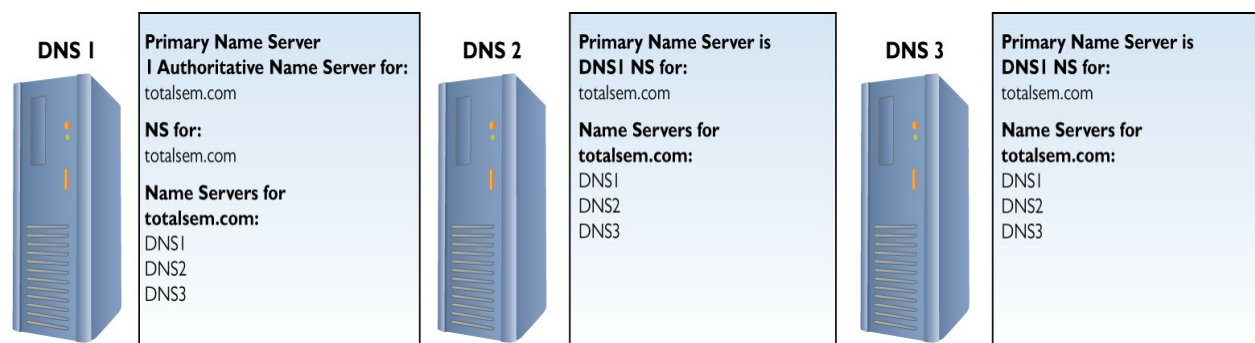 DNS 1
Primary Name Server
1 Authoritative Name Server for:
totalsem.com
NS for:
totalsem.com
Name Servers for
totalsem.com:
DNS1
DNS2
DNS3
DNS 2
Primary Name Server is
DNS1 NS for:
totalsem.com
Name Servers for
totalsem.com:
DNS1
DNS2
DNS3
DNS 3
Primary Name Server is
DNS1 NS for:
totalsem.com
Name Servers for
totalsem.com:
DNS1
DNS2
DNS3